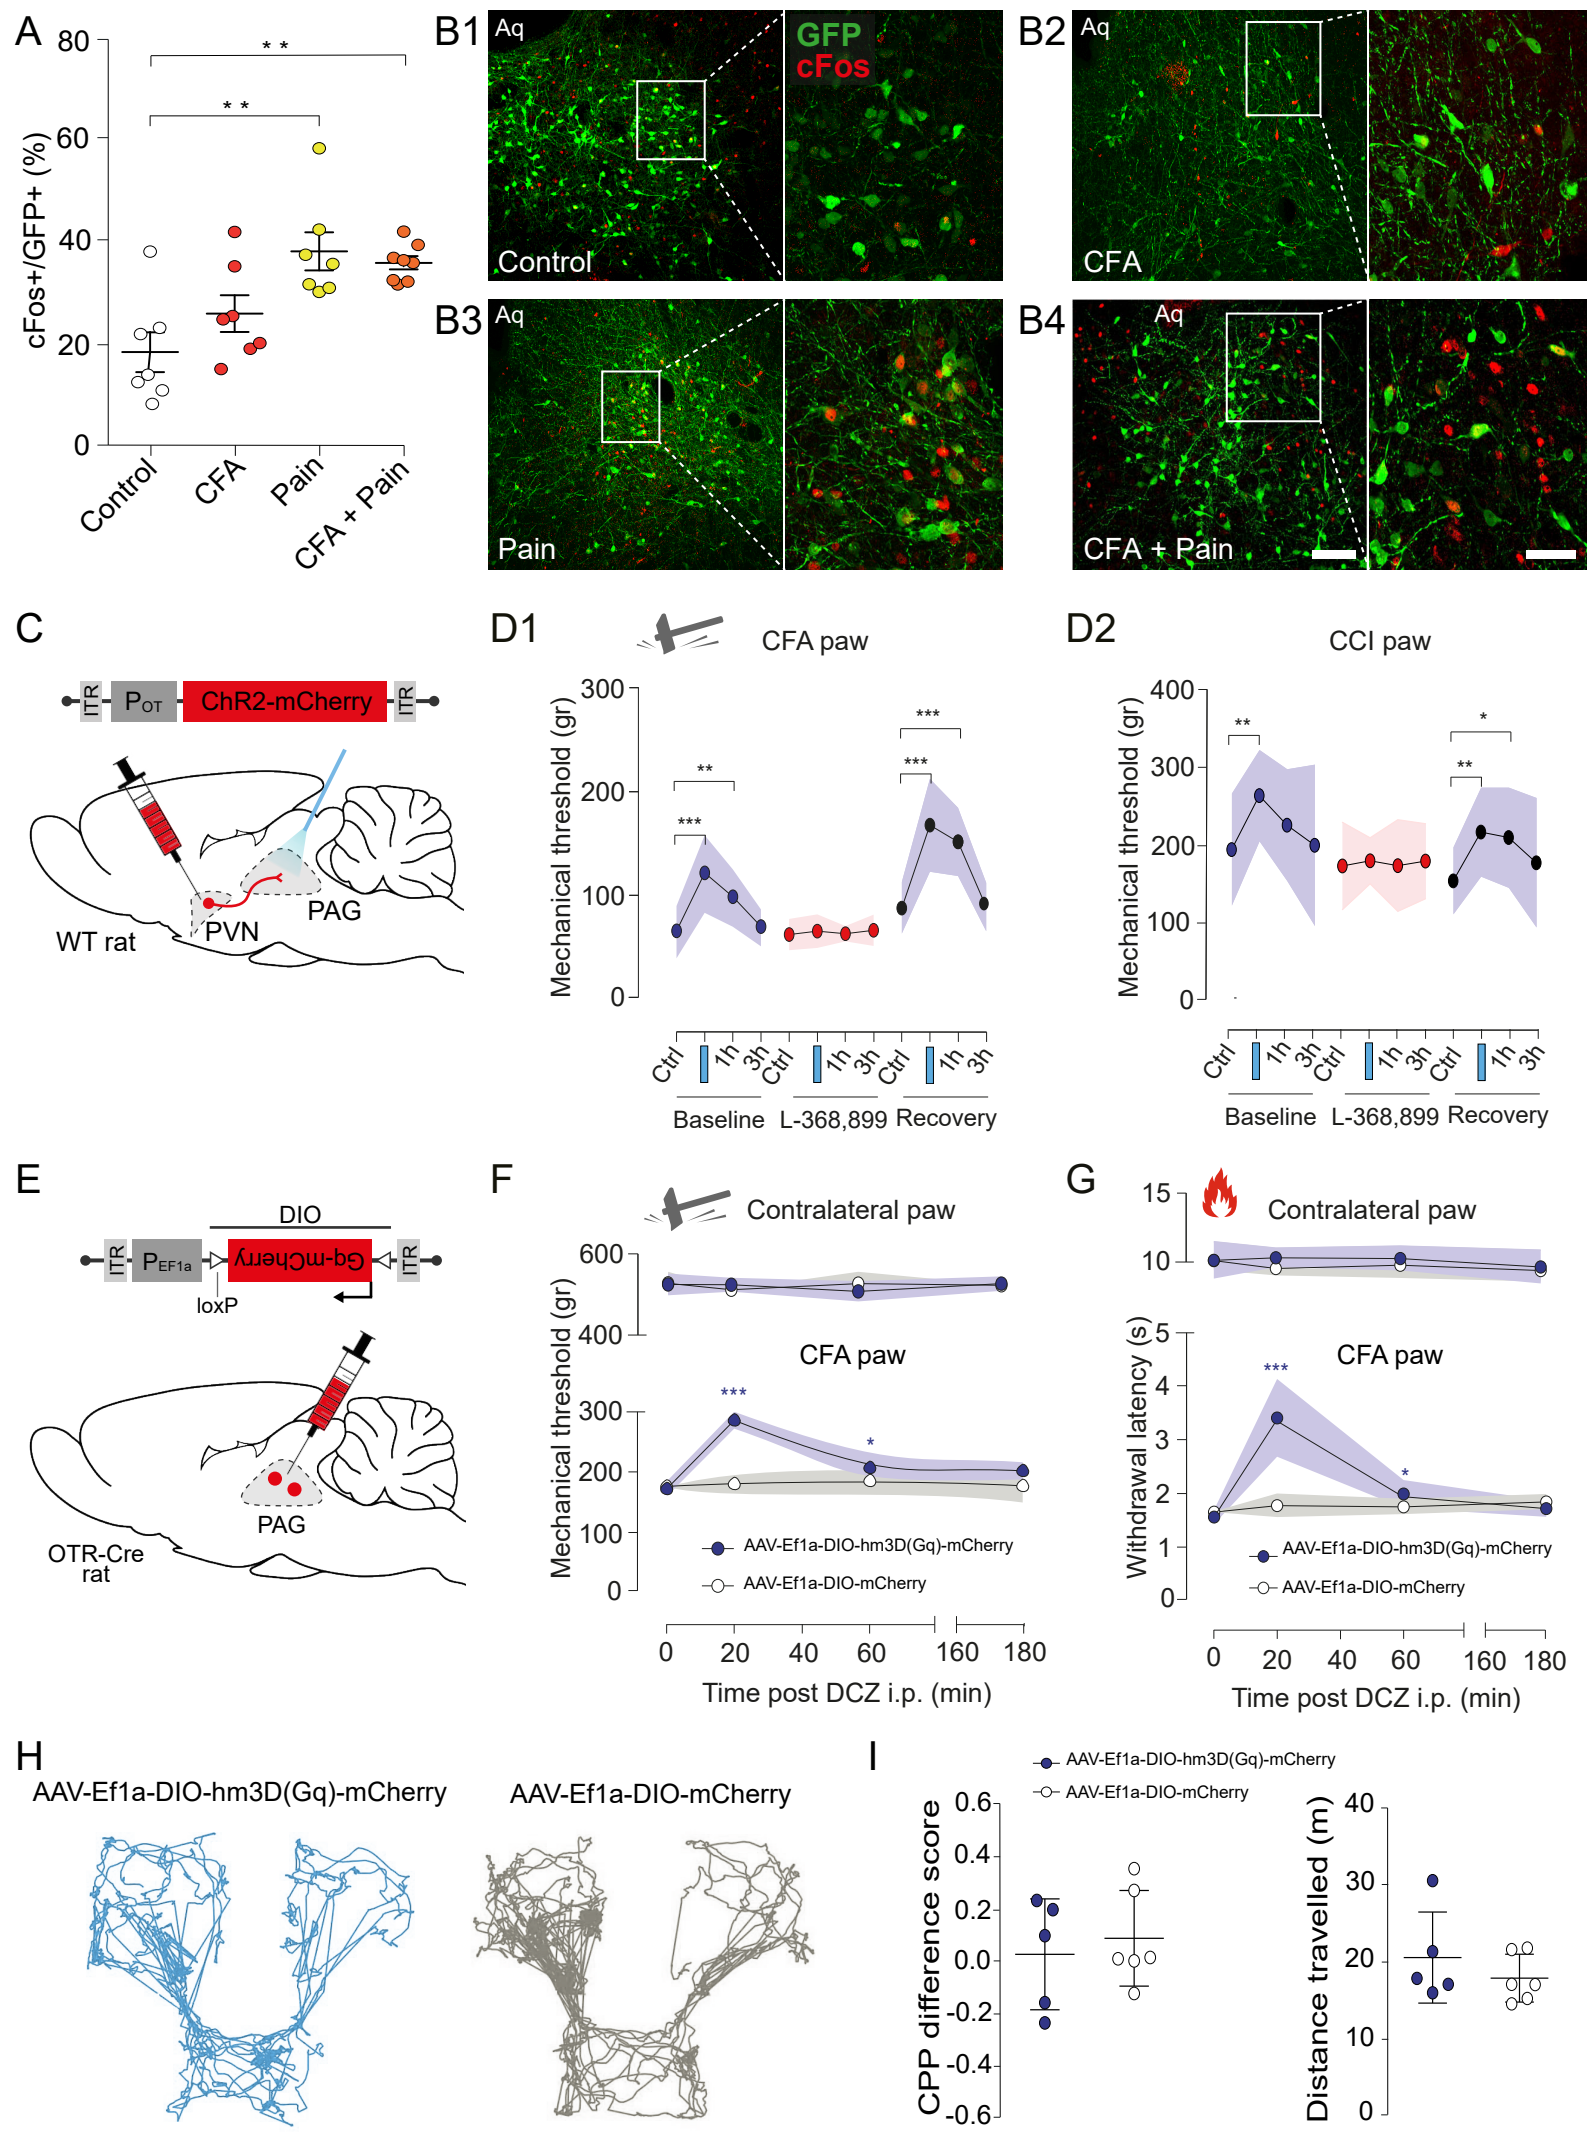 A
80
60
40
20
0
cFos+/GFP+ (%)
* *
* *
Control
CFA
Pain
CFA + Pain
B1
Aq
GFP
cFos
Control
B2
Aq
CFA
B3
Aq
Pain
B4
Aq
CFA + Pain
C
ITR
POT
ChR2-mCherry
ITR
PVN
PAG
WT rat
D1
CFA paw
Mechanical threshold (gr)
300
200
100
0
***
**
***
***
Ctrl
1h
3h
Ctrl
1h
3h
Ctrl
1h
3h
Baseline
L-368,899
Recovery
D2
CCI paw
Mechanical threshold (gr)
400
300
200
100
0
**
**
*
Ctrl
1h
3h
Ctrl
1h
3h
Ctrl
1h
3h
Baseline
L-368,899
Recovery
E
DIO
ITR
PEF1a
Gq-mCherry
ITR
loxP
PAG
OTR-Cre
rat
F
Contralateral paw
Mechanical threshold (gr)
600
400
CFA paw
300
200
100
0
***
*
AAV-Ef1a-DIO-hm3D(Gq)-mCherry
AAV-Ef1a-DIO-mCherry
0
20
40
60
160
180
Time post DCZ i.p. (min)
G
Contralateral paw
15
10
Withdrawal latency (s)
CFA paw
5
4
3
2
1
0
***
*
AAV-Ef1a-DIO-hm3D(Gq)-mCherry
AAV-Ef1a-DIO-mCherry
0
20
40
60
160
180
Time post DCZ i.p. (min)
H
AAV-Ef1a-DIO-hm3D(Gq)-mCherry
AAV-Ef1a-DIO-mCherry
I
AAV-Ef1a-DIO-hm3D(Gq)-mCherry
AAV-Ef1a-DIO-mCherry
CPP difference score
0.6
0.4
0.2
0.0
-0.2
-0.4
-0.6
Distance travelled (m)
40
30
20
10
0